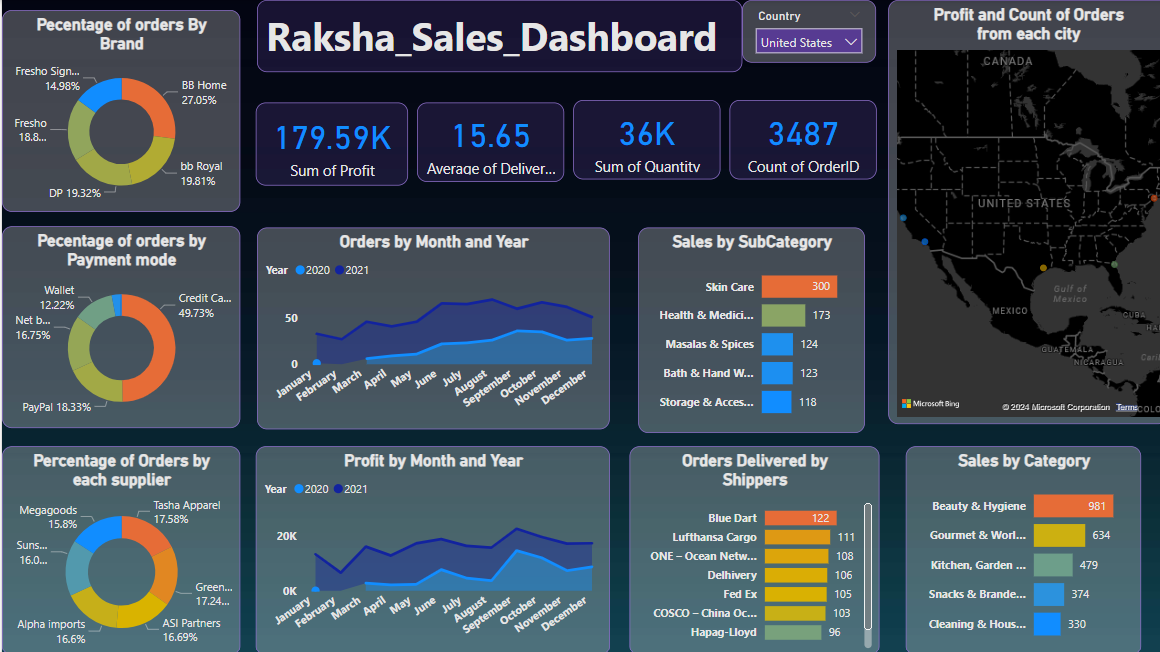 Pecentage of orders By
Brand
Fresho Sign...
14.98%
BB Home
27.05%
Fresho
18.8...
bb Royal
19.81%
DP 19.32%
Raksha_Sales_Dashboard
Country
United States
179.59K
Sum of Profit
15.65
Average of Deliver...
36K
Sum of Quantity
3487
Count of OrderID
Profit and Count of Orders
from each city
CANADA
UNITED STATES
Gulf of
Mexico
MEXICO
CUBA
HAI
GUATEMALA
NICARAGUA
Carib
COLO
Microsoft Bing
© 2024 Microsoft Corporation
Terms
Pecentage of orders by
Payment mode
Wallet
12.22%
Credit Ca...
49.73%
Net b...
16.75%
PayPal 18.33%
Orders by Month and Year
Year
2020
2021
50
0
January
February
March
April
May
June
July
August
September
October
November
December
Sales by SubCategory
Skin Care
300
Health & Medici...
173
Masalas & Spices
124
Bath & Hand W...
123
Storage & Acces...
118
Percentage of Orders by
each supplier
Megagoods
15.8%
Tasha Apparel
17.58%
Suns...
16.0...
Green...
17.24...
Alpha imports
16.6%
ASI Partners
16.69%
Profit by Month and Year
Year
2020
2021
20K
0K
January
February
March
April
May
June
July
August
September
October
November
December
Orders Delivered by
Shippers
Blue Dart
122
Lufthansa Cargo
111
ONE – Ocean Netw...
108
Delhivery
106
Fed Ex
105
COSCO – China Oc...
103
Hapag-Lloyd
96
Sales by Category
Beauty & Hygiene
981
Gourmet & Worl...
634
Kitchen, Garden ...
479
Snacks & Brande...
374
Cleaning & Hous...
330